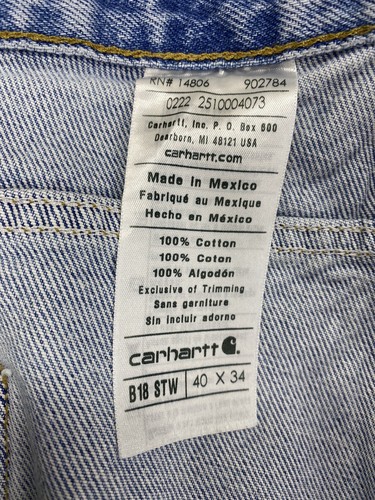 RN# 14806 902784
0222 2510004073
Carhartt, Inc. P. O. Box 600
Dearborn, MI 48121 USA
carhartt.com
Made in Mexico
Fabriqué au Mexique
Hecho en México
100% Cotton
100% Coton
100% Algodón
Exclusive of Trimming
Sans garniture
Sin incluir adorno
carhartt
B18 STW 40 X 34